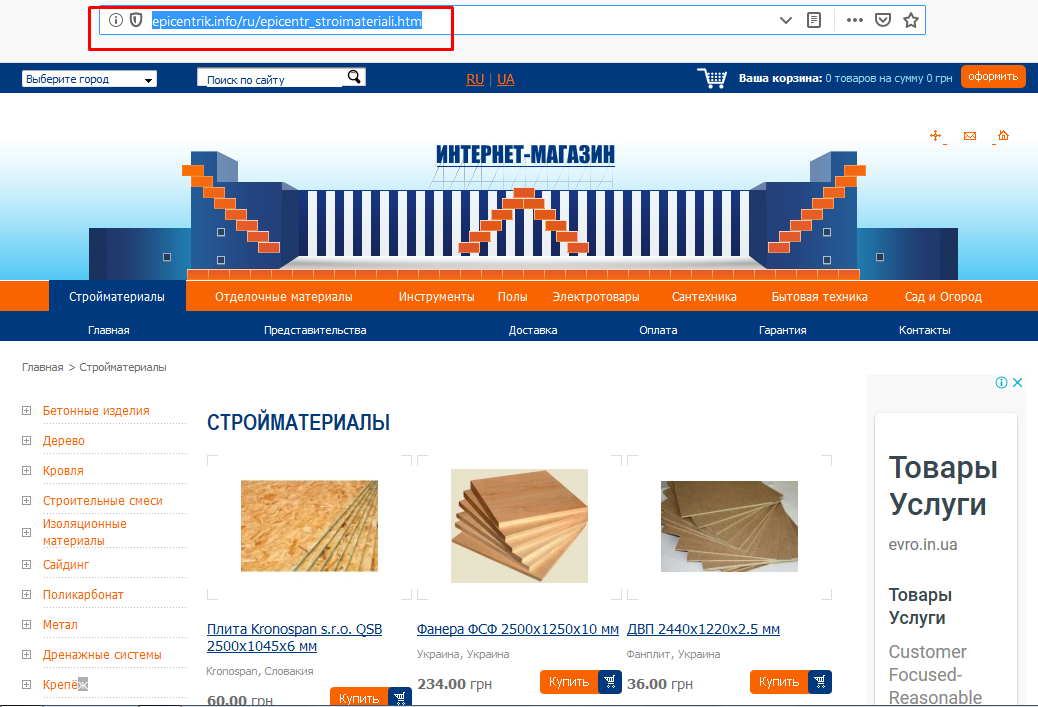 epicentrik.info/ru/epicentr_stroimateriali.htm
Выберите город
Поиск по сайту
RU | UA
Ваша корзина: 0 товаров на сумму 0 грн
оформить
ИНТЕРНЕТ-МАГАЗИН
Стройматериалы
Отделочные материалы
Инструменты
Полы
Электротовары
Сантехника
Бытовая техника
Сад и Огород
Главная
Представительства
Доставка
Оплата
Гарантия
Контакты
Главная > Стройматериалы
Бетонные изделия
Дерево
Кровля
Строительные смеси
Изоляционные
материалы
Сайдинг
Поликарбонат
Метал
Дренажные системы
Крепёж
СТРОЙМАТЕРИАЛЫ
Плита Kronospan s.r.o. QSB
2500x1045x6 мм
Kronospan, Словакия
60.00 грн
Купить
Фанера ФСФ 2500x1250x10 мм
Украина, Украина
234.00 грн
Купить
ДВП 2440x1220x2.5 мм
Фанплит, Украина
36.00 грн
Купить
Товары
Услуги
evro.in.ua
Товары
Услуги
Customer
Focused-
Reasonable